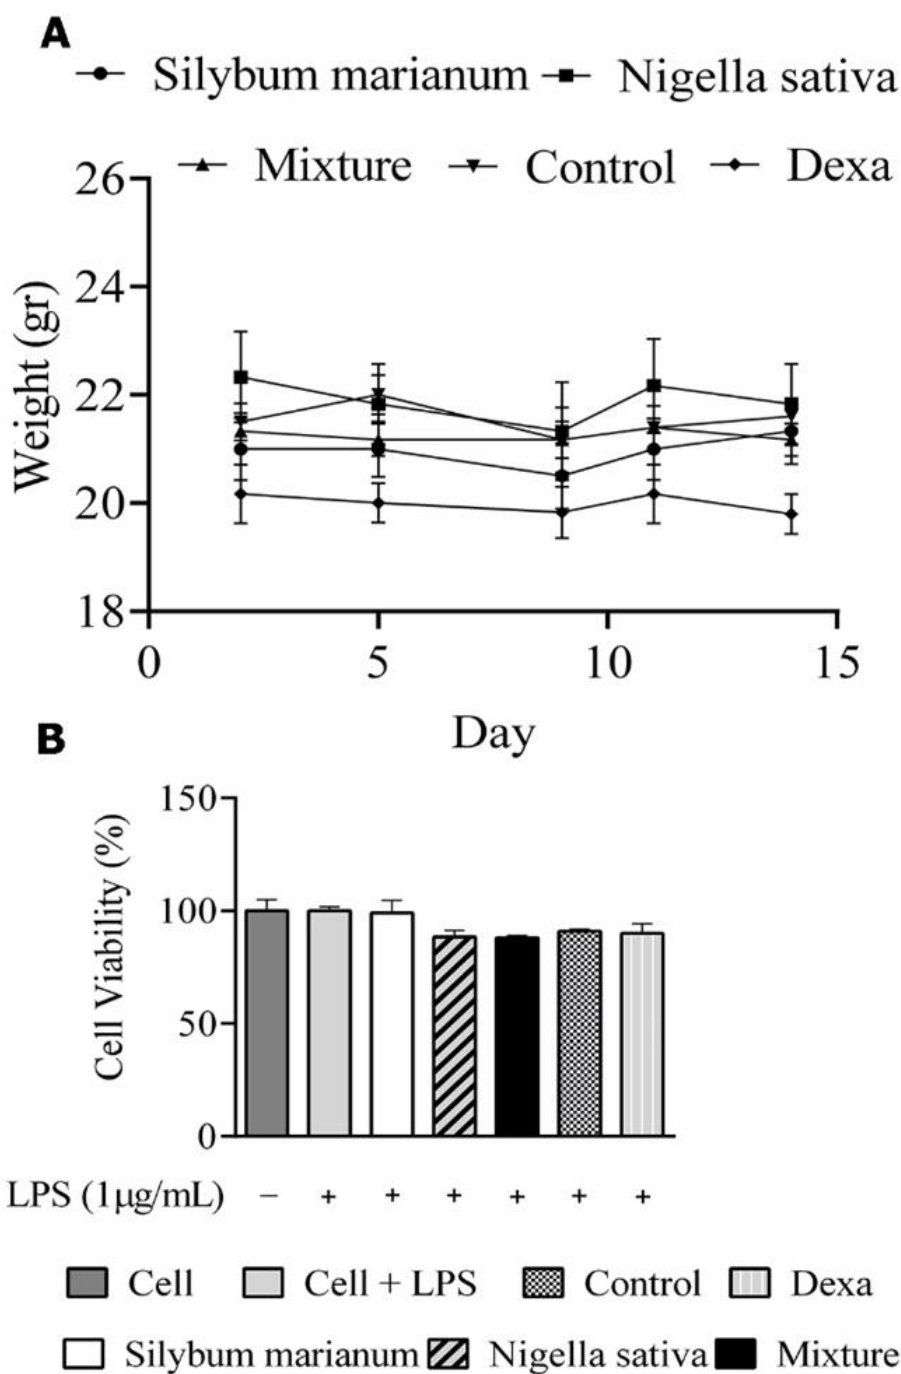 A
Silybum marianum Nigella sativa
Mixture Control Dexa
26
24
22
20
18
Weight (gr)
0 5 10 15
Day
B
150
100
50
0
Cell Viability (%)
LPS (1µg/mL) − + + + + + +
Cell Cell + LPS Control Dexa
Silybum marianum Nigella sativa Mixture